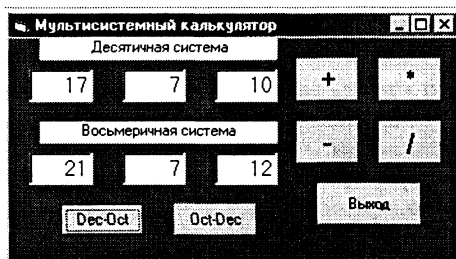 Мультисистемный калькулятор
Десятичная система
17 7 10
+ *
Восьмеричная система
- /
21 7 12
Dec-Oct Oct-Dec
Выход